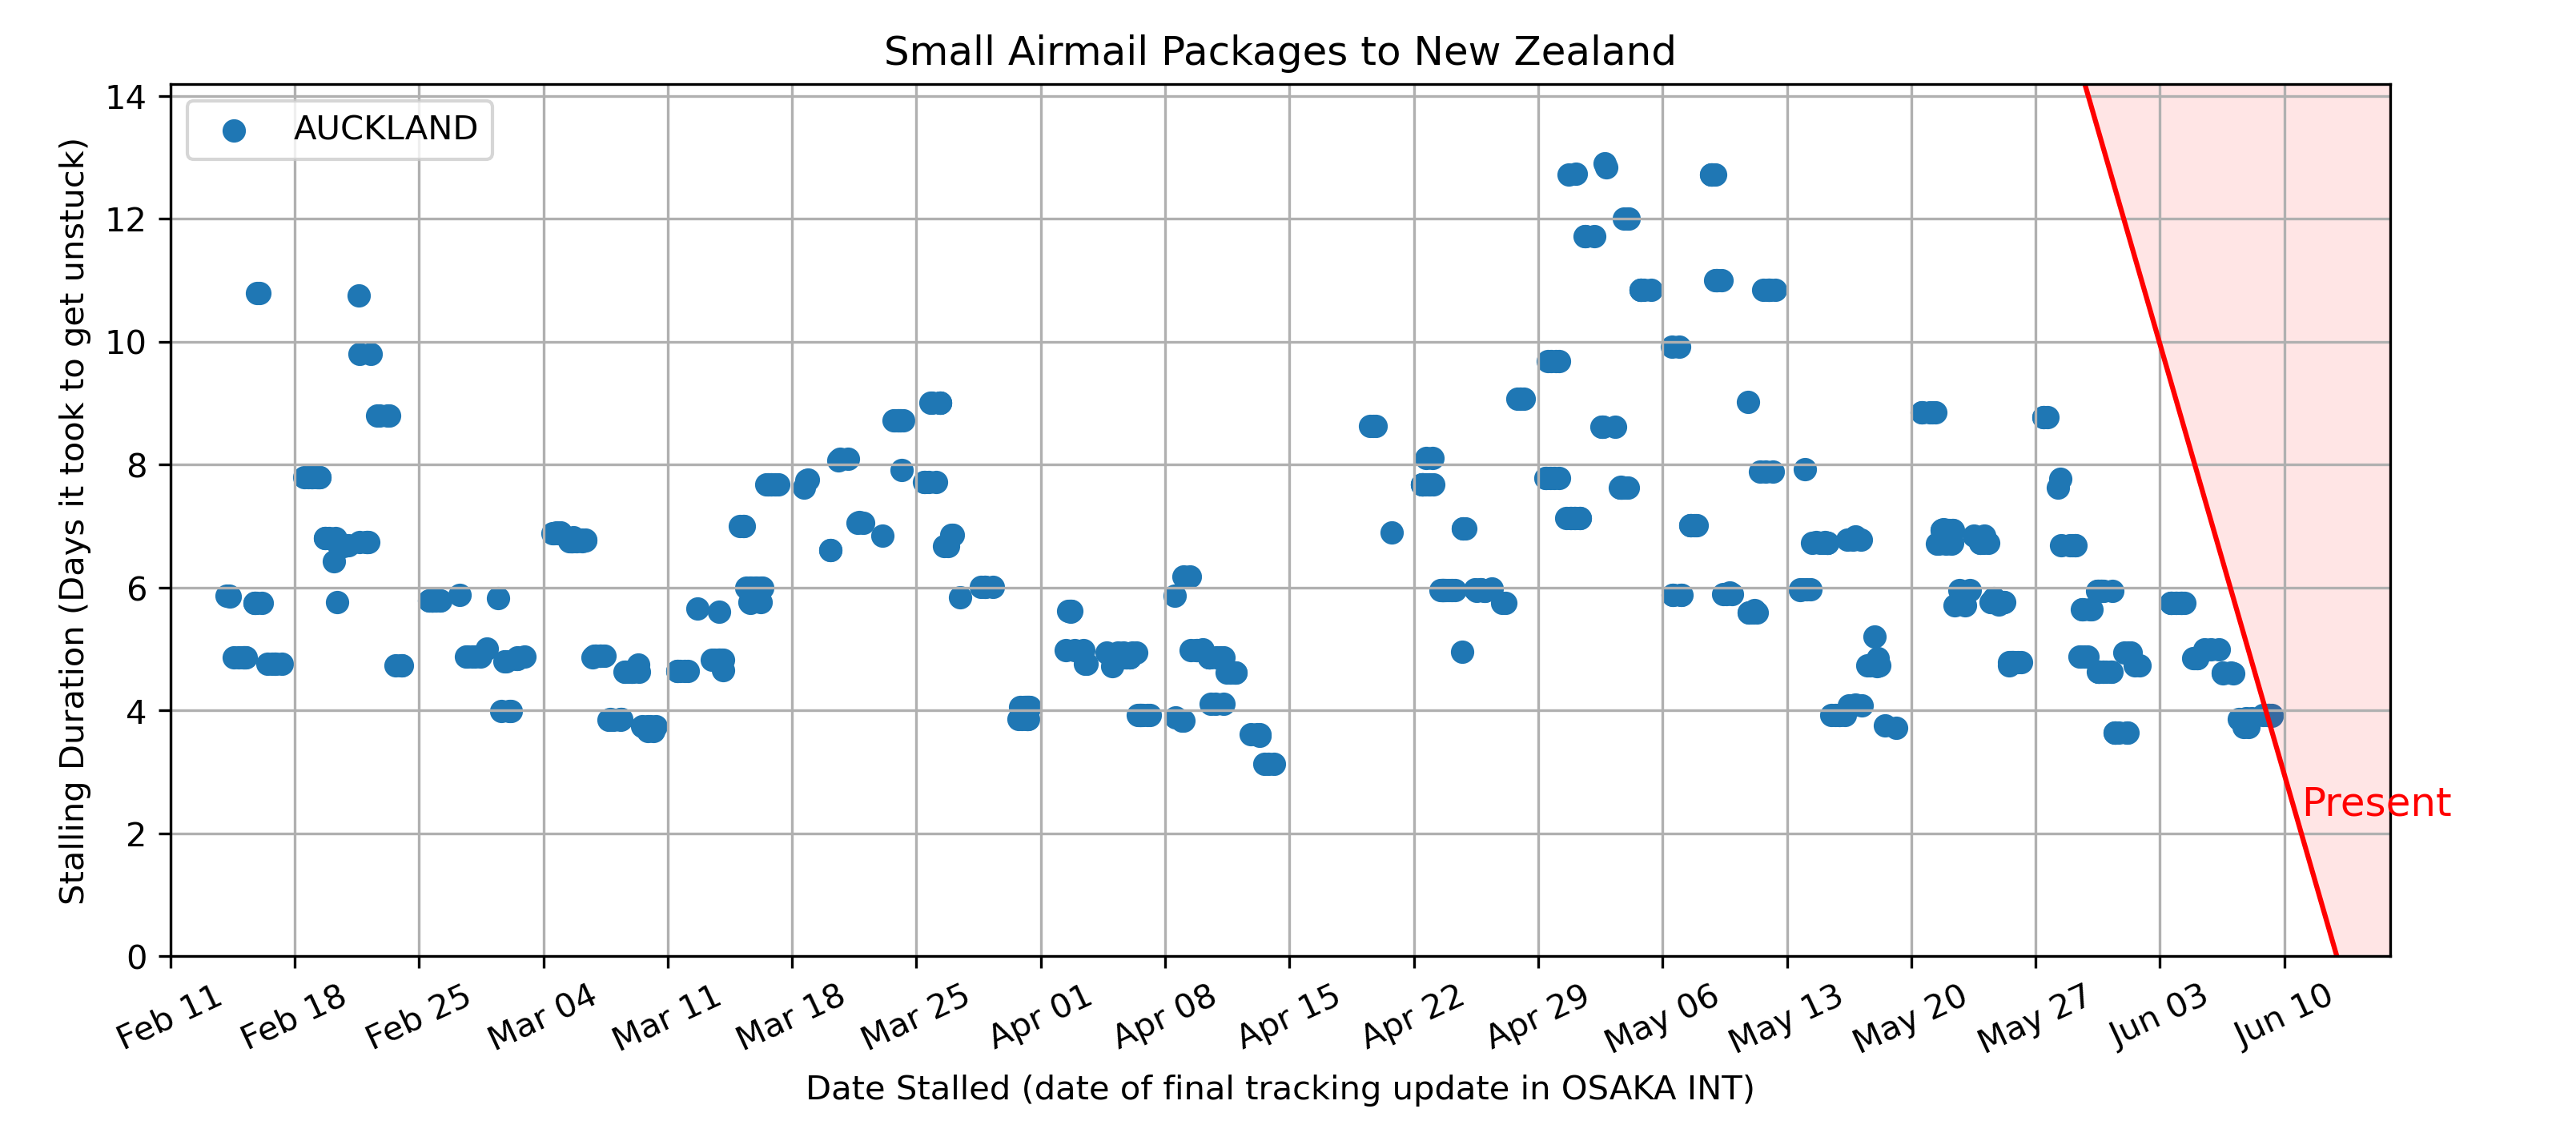 Small Airmail Packages to New Zealand
AUCKLAND
Stalling Duration (Days it took to get unstuck)
14
12
10
8
6
4
2
0
Present
Feb 11
Feb 18
Feb 25
Mar 04
Mar 11
Mar 18
Mar 25
Apr 01
Apr 08
Apr 15
Apr 22
Apr 29
May 06
May 13
May 20
May 27
Jun 03
Jun 10
Date Stalled (date of final tracking update in OSAKA INT)